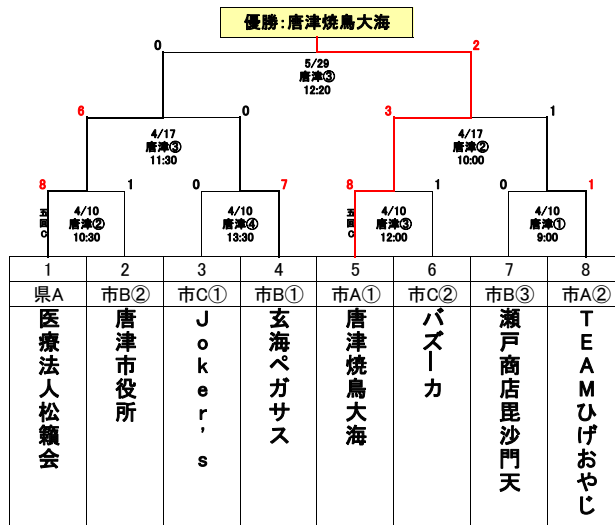 優勝：唐津焼鳥大海
0
2
5/29
唐津③
12:20
6
0
3
1
4/17
唐津③
11:30
4/17
唐津②
10:00
8
1
0
7
8
1
0
1
五回C
4/10
唐津②
10:30
4/10
唐津④
13:30
五回C
4/10
唐津③
12:00
4/10
唐津①
9:00
1
2
3
4
5
6
7
8
県A
市B②
市C①
市B①
市A①
市C②
市B③
市A②
医療法人松籟会
唐津市役所
Joker's
玄海ペガサス
唐津焼鳥大海
バズーカ
瀬戸商店毘沙門天
TEAMひげおやじ